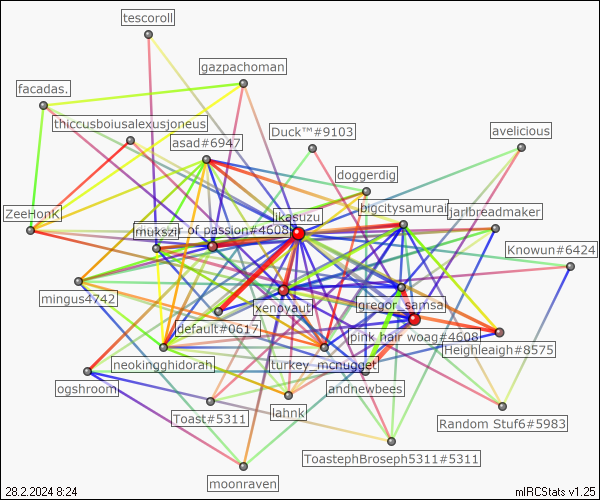 tescoroll
gazpachoman
facadas.
thiccusboiusalexusjoneus
Duck™#9103
asad#6947
avelicious
doggerdig
ZeeHonK
ikasuzu
bigcitysamurai
jarlbreadmaker
mukszi
of passion#4608
Knowun#6424
mingus4742
xenoyaut
gregor_samsa
default#0617
pink hair woag#4608
Heighleaigh#8575
neokingghidorah
turkey_mcnugget
ogshroom
andnewbees
Toast#5311
lahnk
Random Stuf6#5983
ToastephBroseph5311#5311
moonraven
28.2.2024 8:24
mIRCStats v1.25